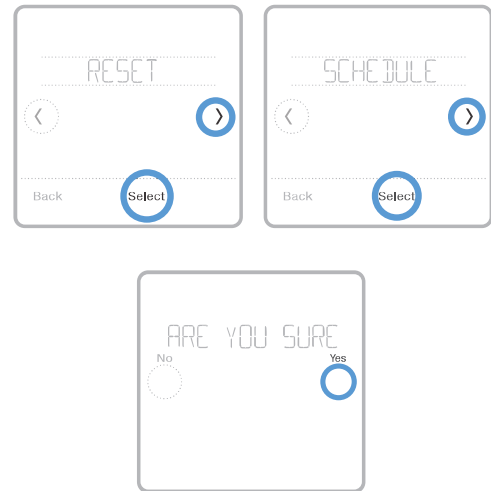 RESET
Back
Select
SCHEDULE
Back
Select
ARE YOU SURE
No
Yes